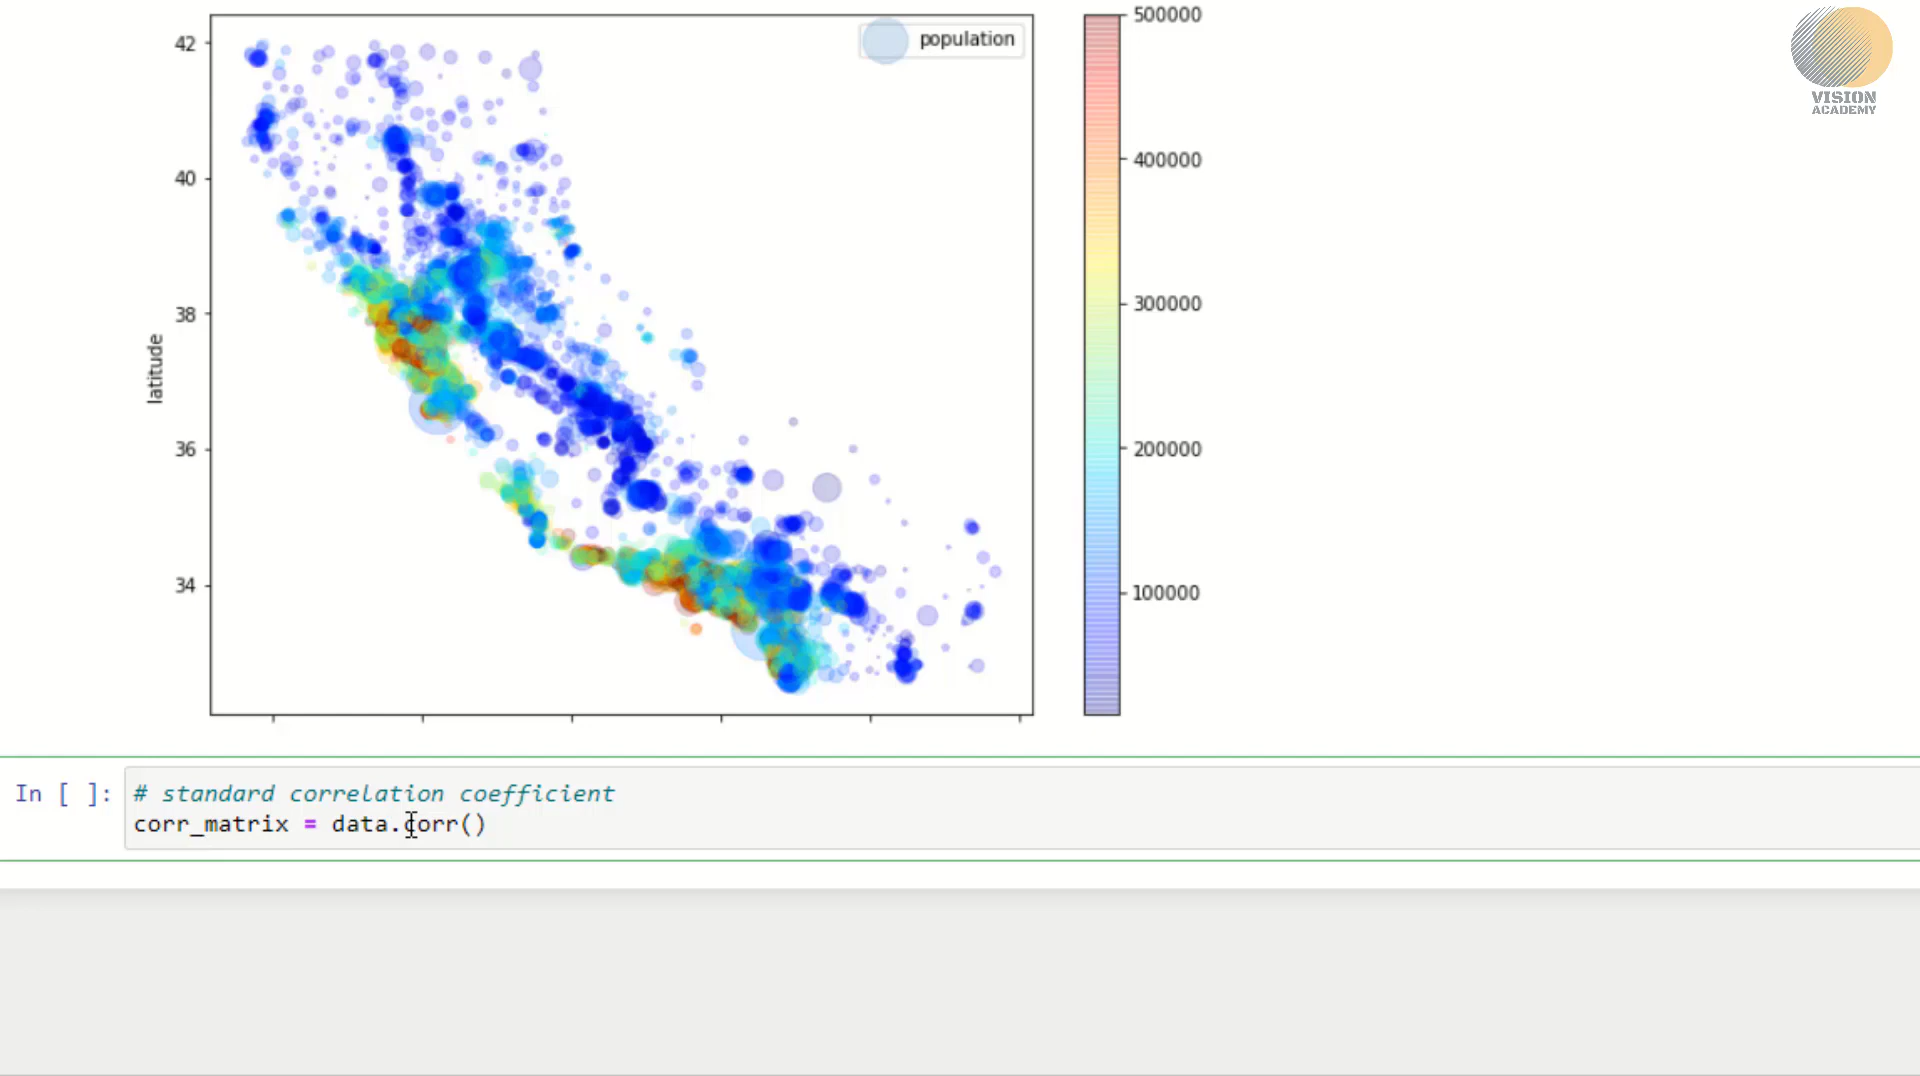 500000
42
population
VISION
ACADEMY
400000
40
300000
38
latitude
36
200000
34
100000
In [ ]:
# standard correlation coefficient
corr_matrix = data.corr()